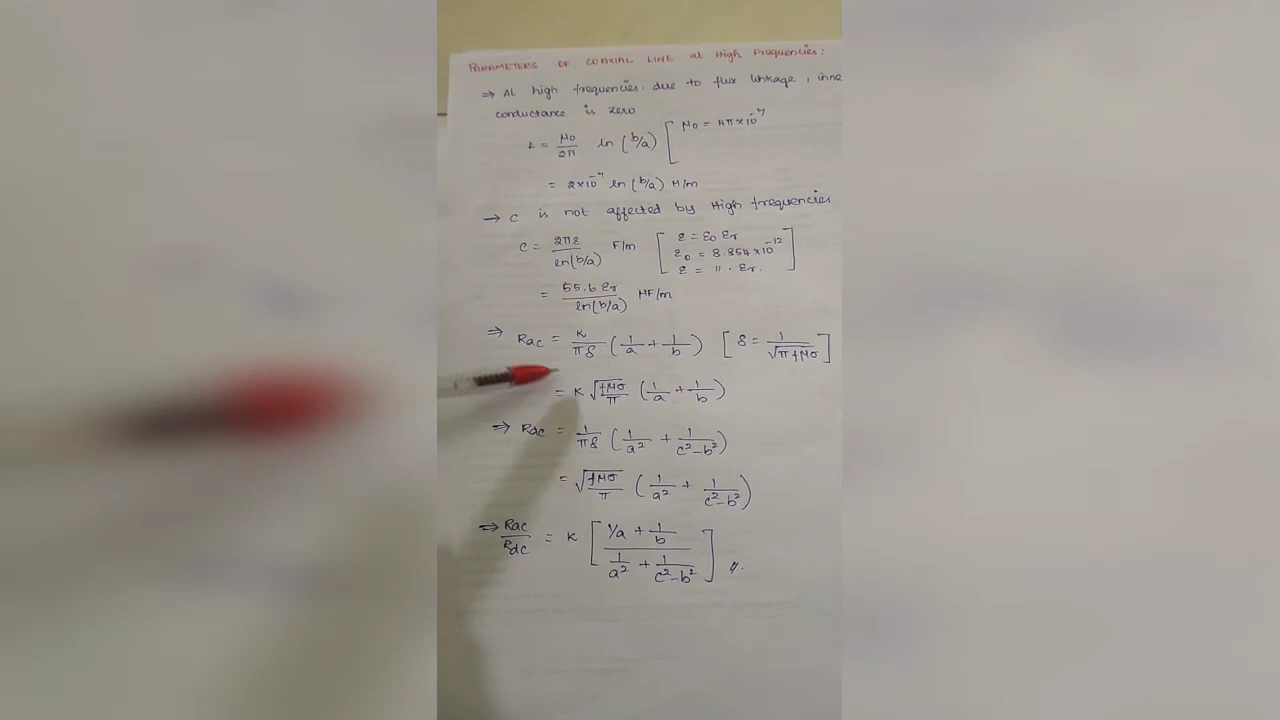 PARAMETERS OF COAXIAL LINE at High Frequencies:
⇒ At high frequencies. due to flux linkage, inne
conductance is zero
L = μ0/2π ln (b/a) [ μ0 = 4π×10⁻⁷
= 2×10⁻⁷ ln (b/a) H/m
→ C is not affected by High frequencies
C = 2πε/ln(b/a) F/m [ ε = ε0 εr
ε0 = 8.854×10⁻¹²
ε = 11 . εr. ]
= 55.6 εr/ln(b/a) MF/m
⇒ Rac = K/πδ (1/a + 1/b) [ δ = 1/√πfμσ ]
= K √fμσ/π (1/a + 1/b)
⇒ Rdc = 1/πδ (1/a² + 1/c²-b²)
= √fμσ/π (1/a² + 1/c²-b²)
⇒ Rac/Rdc = K [ 1/a + 1/b / 1/a² + 1/c²-b² ] //.